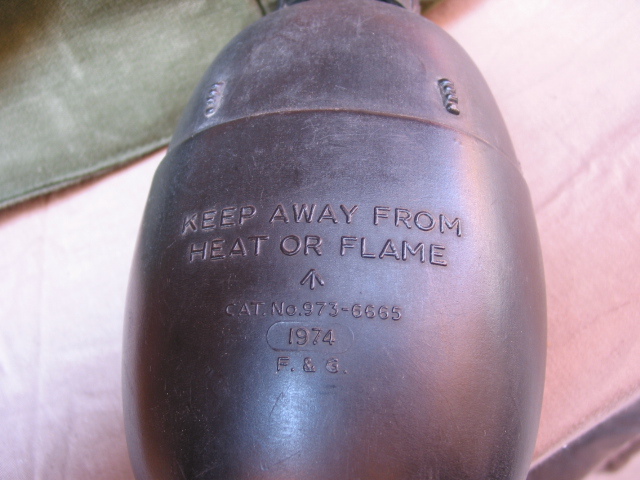 KEEP AWAY FROM
HEAT OR FLAME
CAT. No. 973-6665
1974
F. & G.